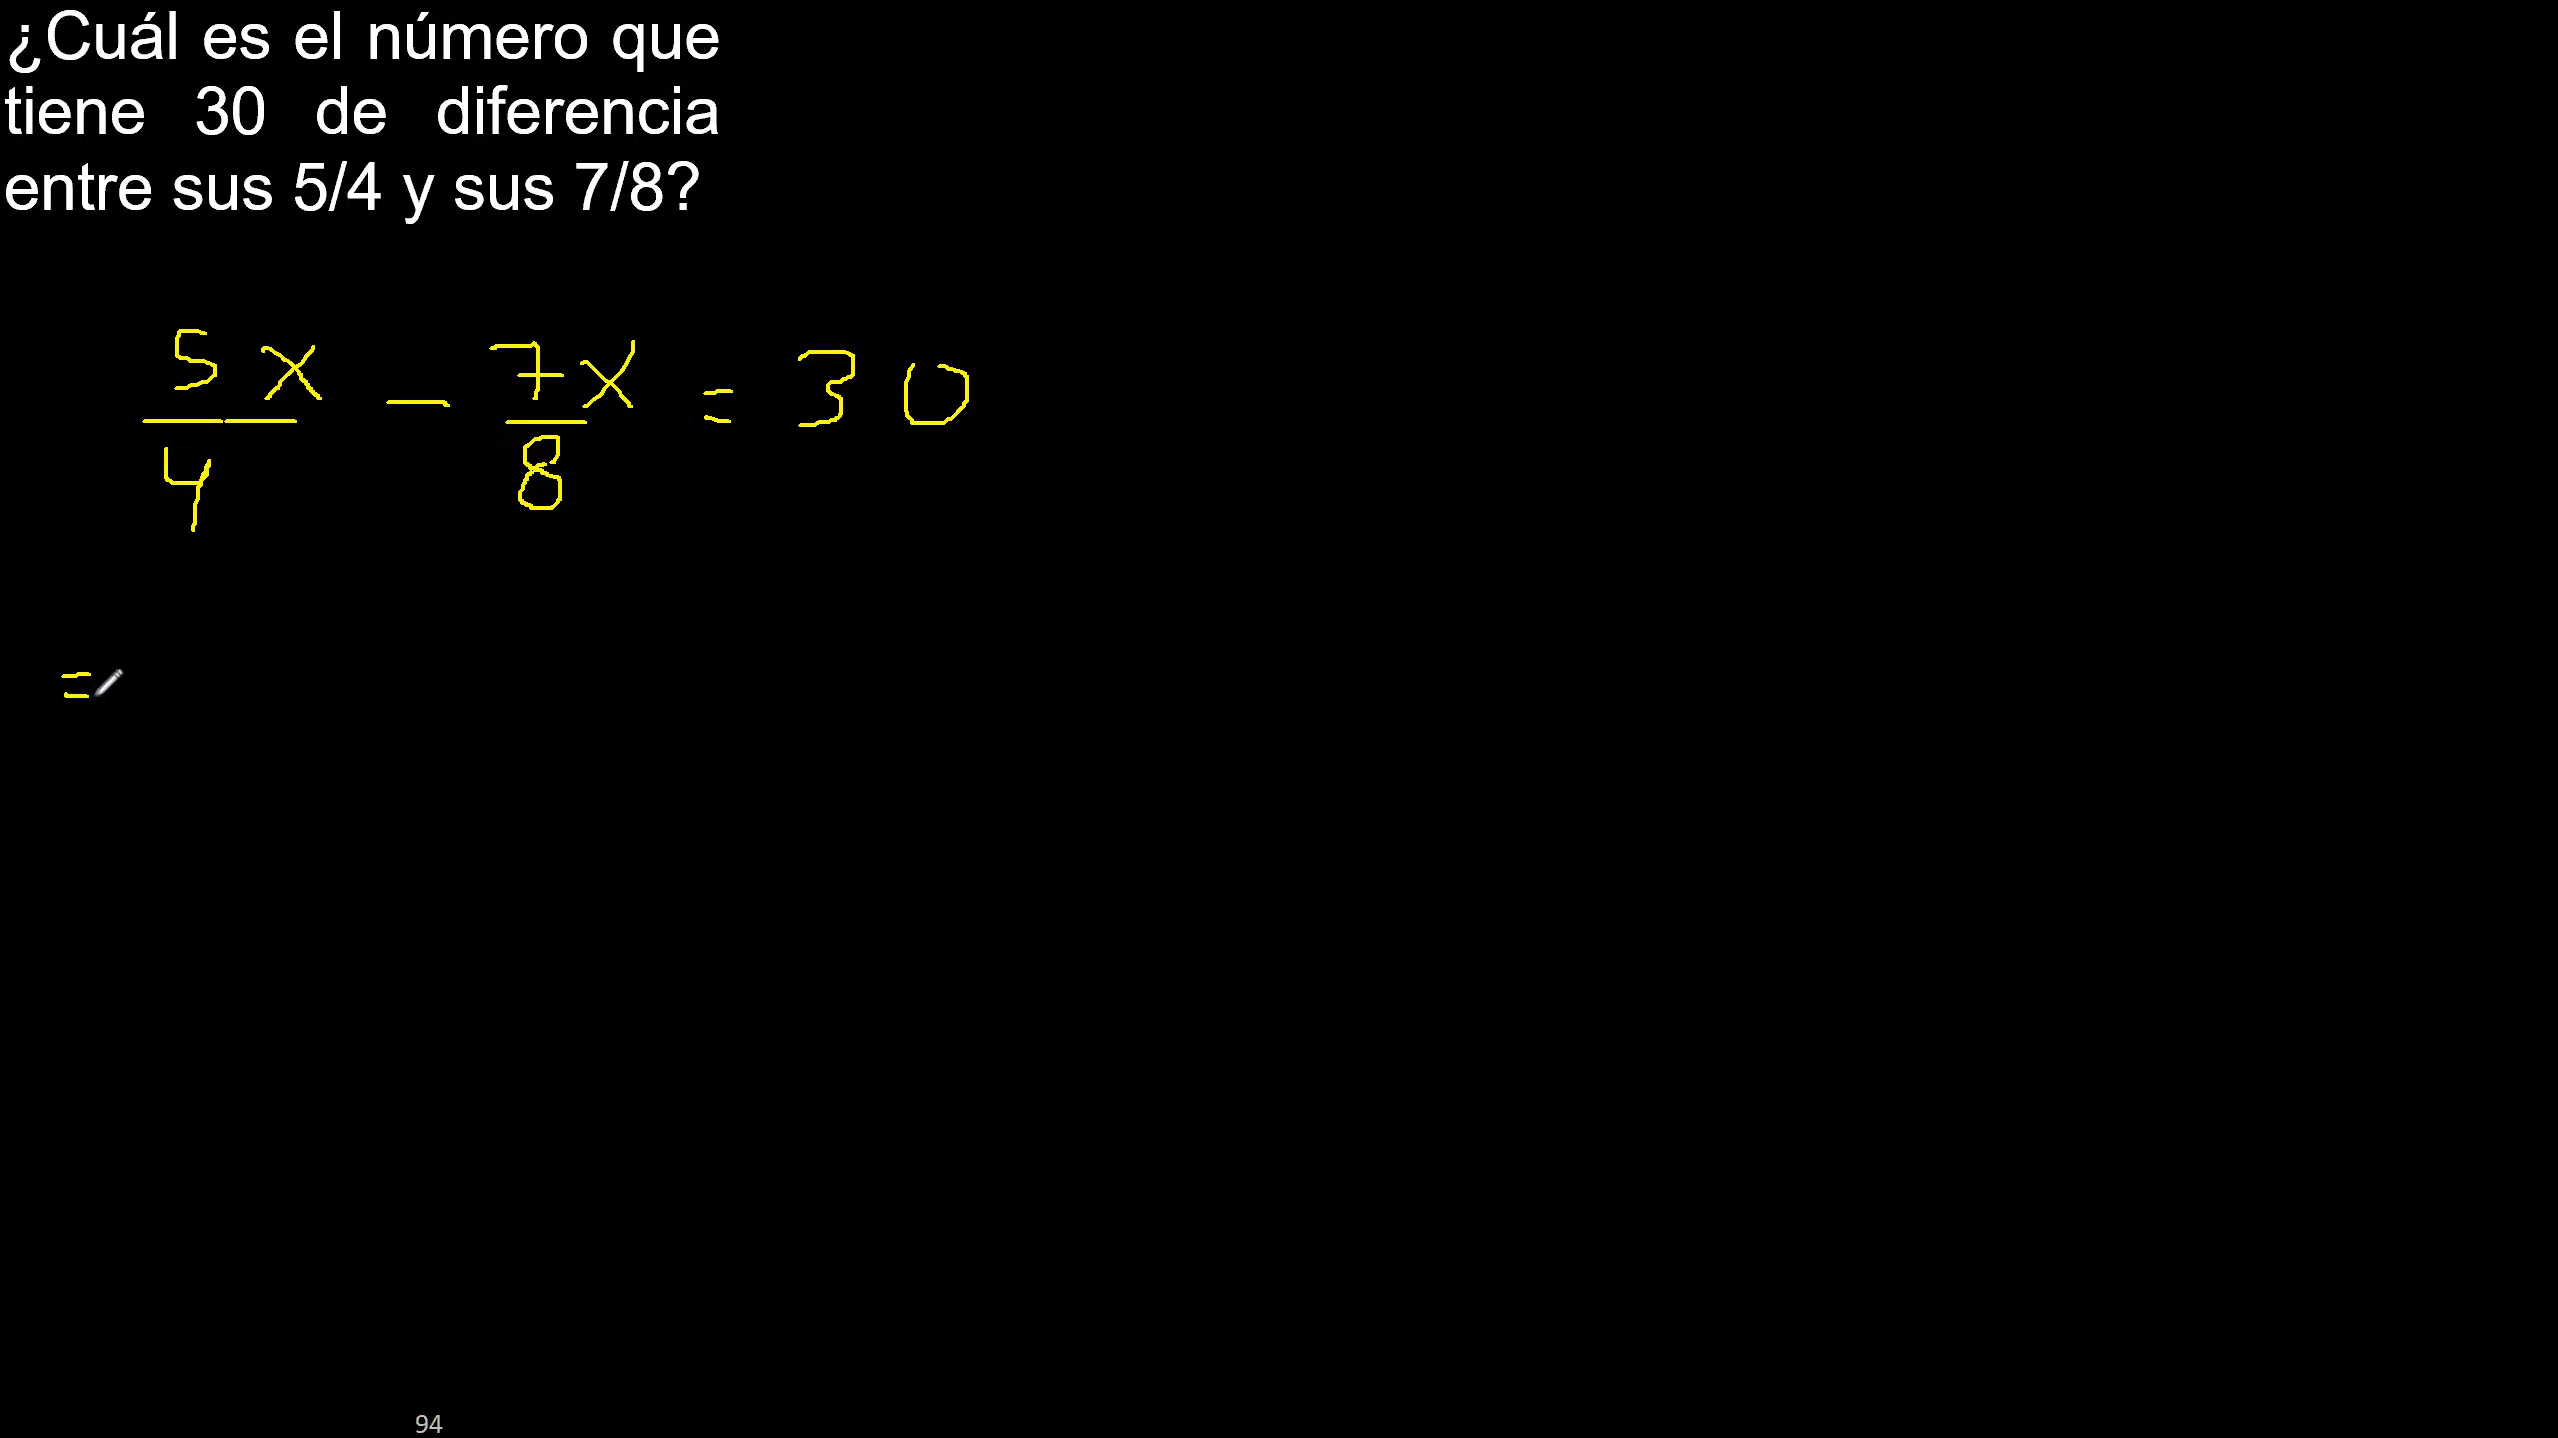 ¿Cuál es el número que
tiene 30 de diferencia
entre sus 5/4 y sus 7/8?
5x/4 - 7x/8 = 30
=
94